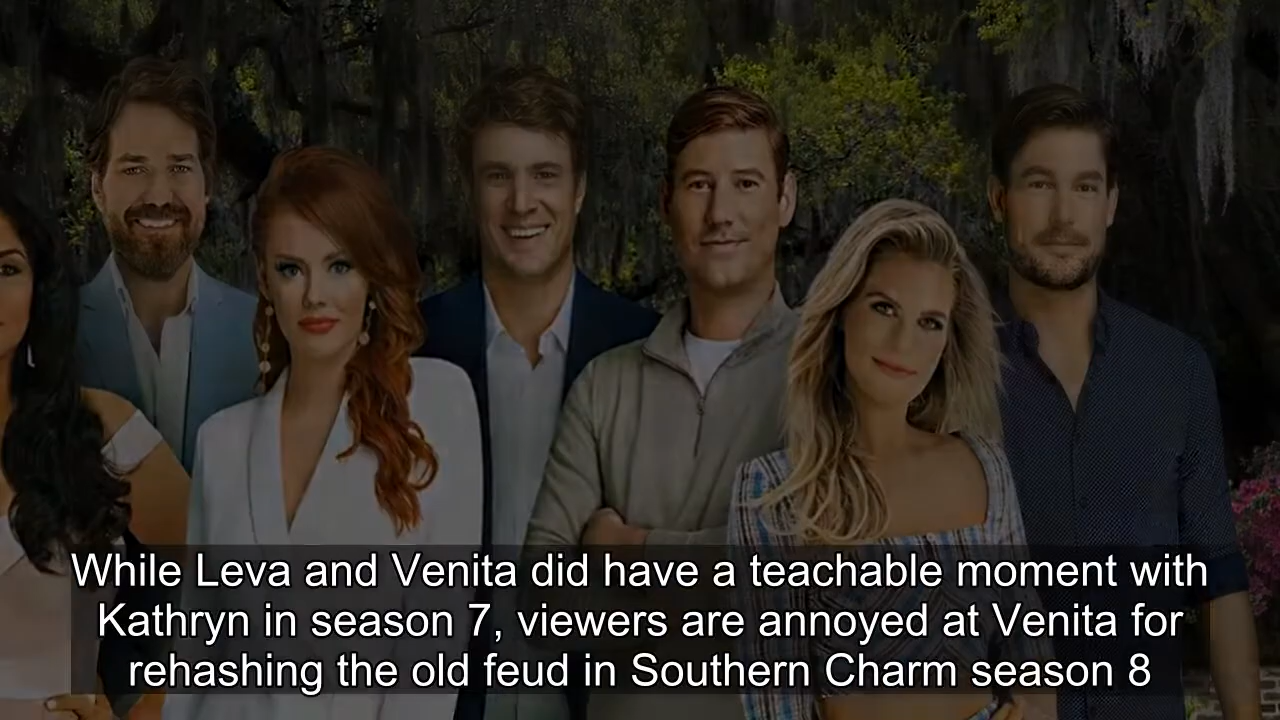 While Leva and Venita did have a teachable moment with
Kathryn in season 7, viewers are annoyed at Venita for
rehashing the old feud in Southern Charm season 8